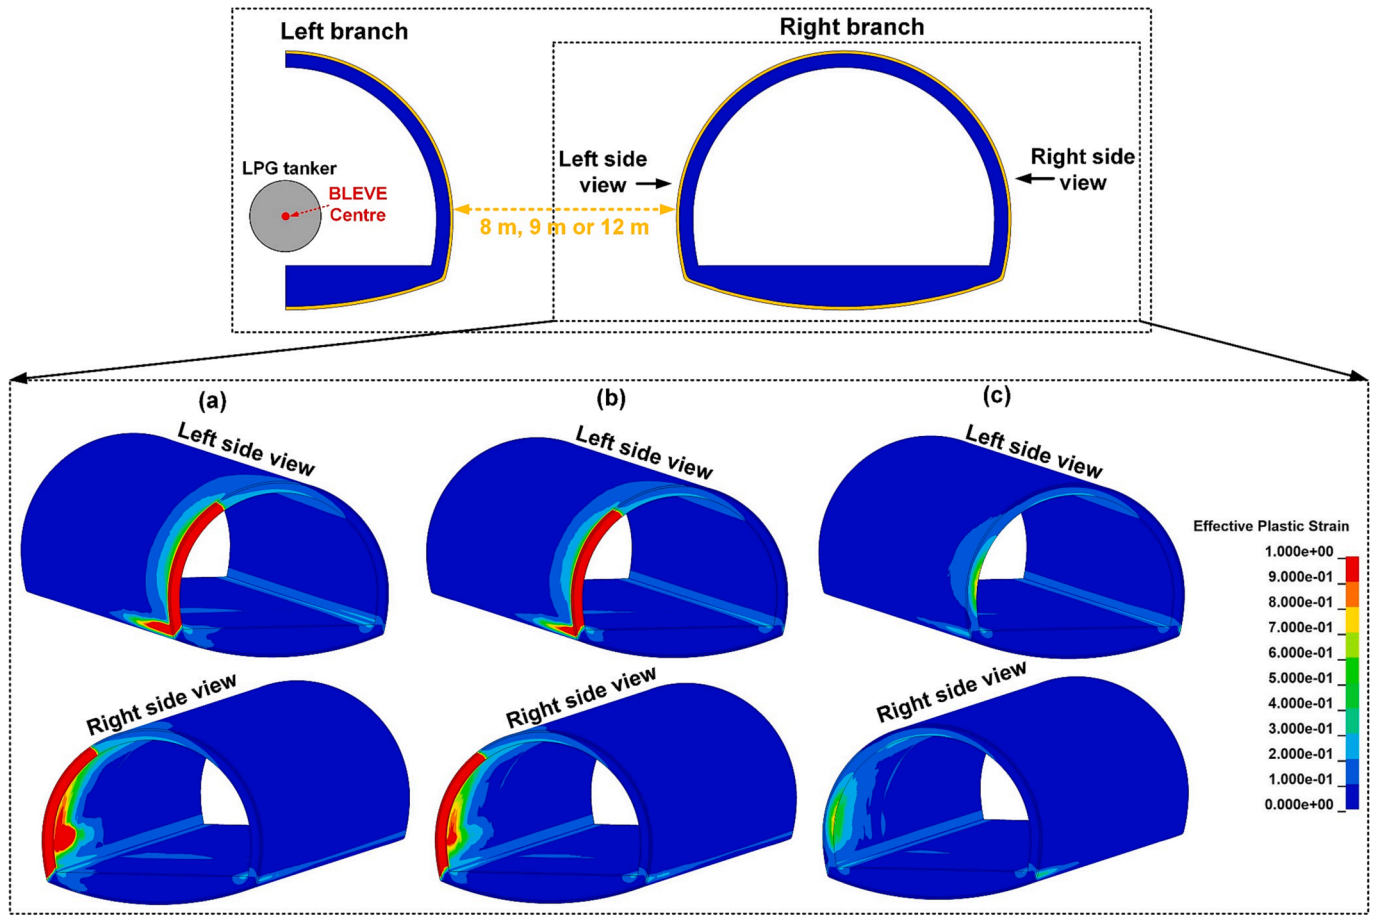 Left branch
Right branch
LPG tanker
BLEVE
Centre
Left side
view
Right side
view
8 m, 9 m or 12 m
(a)
(b)
(c)
Left side view
Left side view
Left side view
Right side view
Right side view
Right side view
Effective Plastic Strain
1.000e+00
9.000e-01
8.000e-01
7.000e-01
6.000e-01
5.000e-01
4.000e-01
3.000e-01
2.000e-01
1.000e-01
0.000e+00